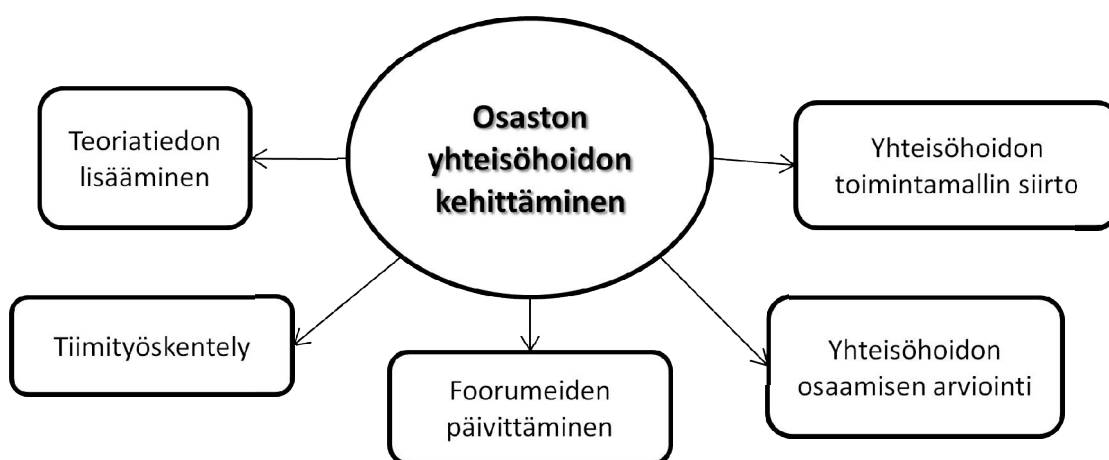 Osaston
yhteisöhoidon
kehittäminen
Teoriatiedon
lisääminen
Yhteisöhoidon
toimintamallin siirto
Tiimityöskentely
Foorumeiden
päivittäminen
Yhteisöhoidon
osaamisen arviointi